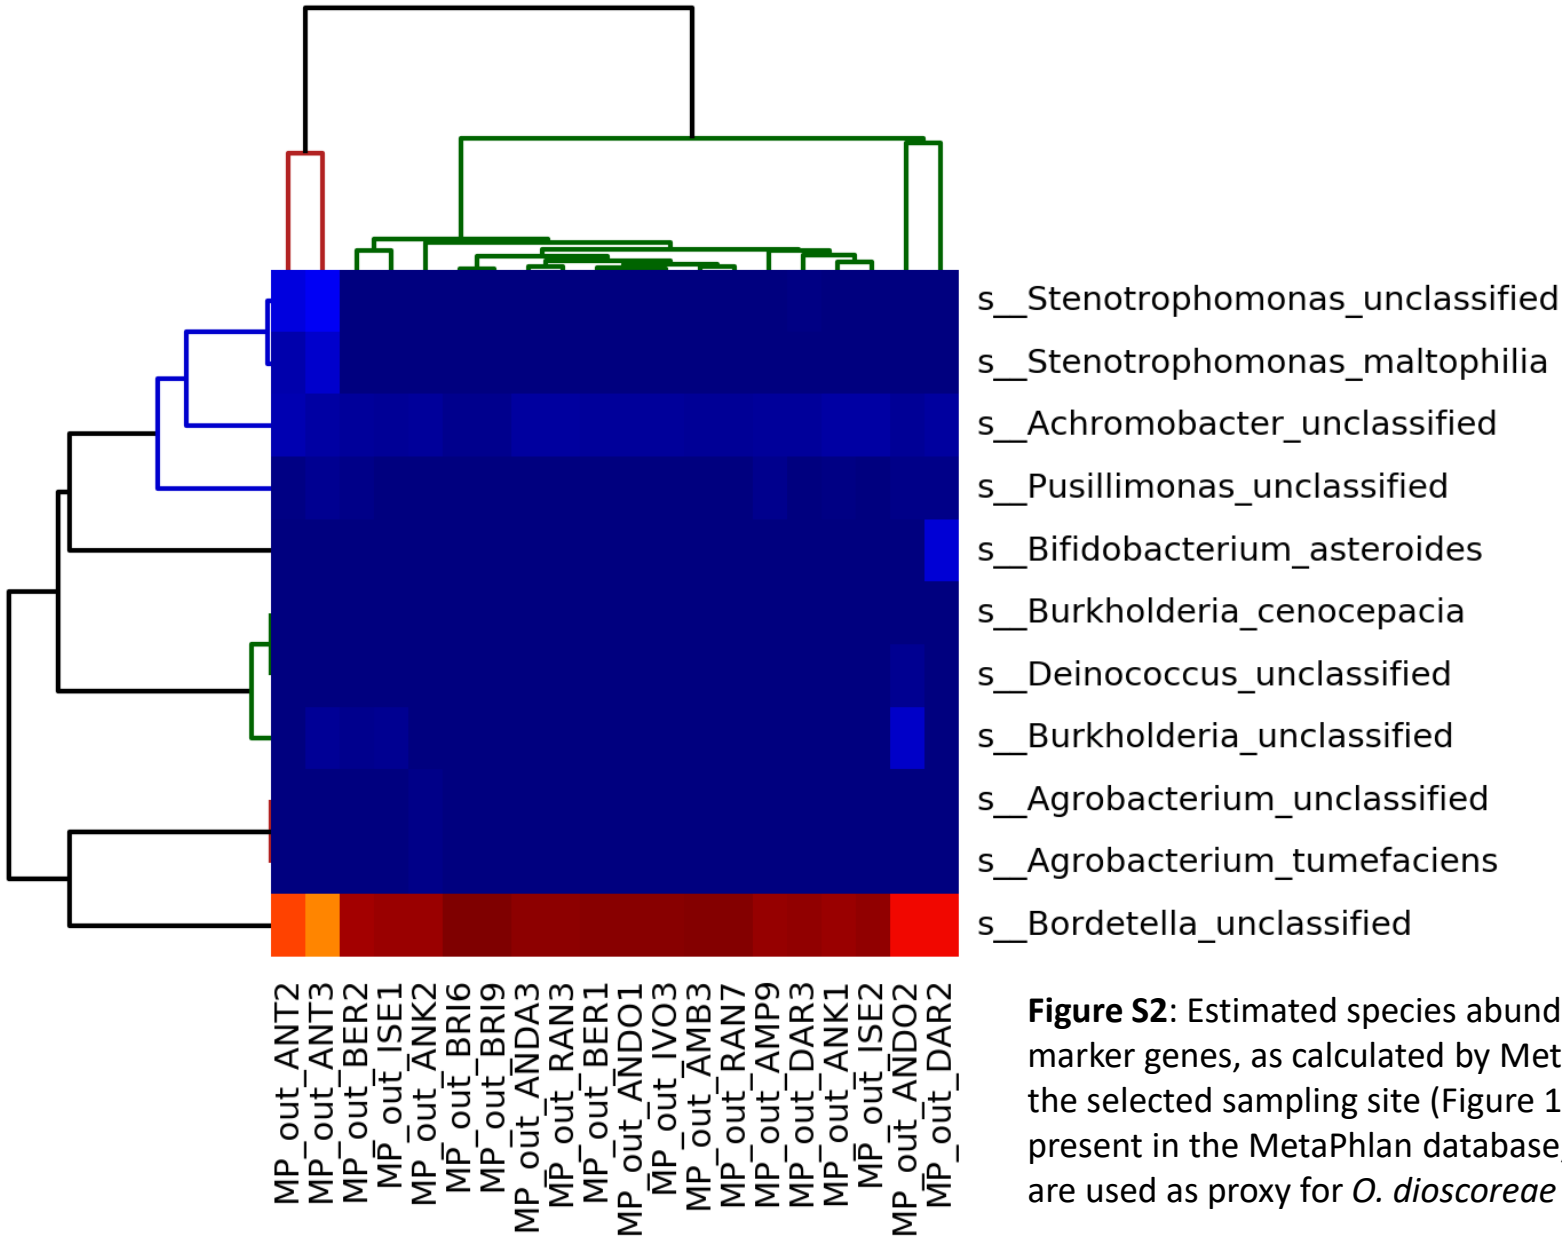 s__Stenotrophomonas_unclassified
s__Stenotrophomonas_maltophilia
s__Achromobacter_unclassified
s__Pusillimonas_unclassified
s__Bifidobacterium_asteroides
s__Burkholderia_cenocepacia
s__Deinococcus_unclassified
s__Burkholderia_unclassified
s__Agrobacterium_unclassified
s__Agrobacterium_tumefaciens
s__Bordetella_unclassified
MP_out_ANT2
MP_out_ANT3
MP_out_BER2
MP_out_ISE1
MP_out_ANK2
MP_out_BRI6
MP_out_BRI9
MP_out_ANDA3
MP_out_RAN3
MP_out_BER1
MP_out_ANDO1
MP_out_IVO3
MP_out_AMB3
MP_out_RAN7
MP_out_AMP9
MP_out_DAR3
MP_out_ANK1
MP_out_ISE2
MP_out_ANDO2
MP_out_DAR2
Figure S2: Estimated species abund
marker genes, as calculated by Met
the selected sampling site (Figure 1
present in the MetaPhlan database,
are used as proxy for O. dioscoreae